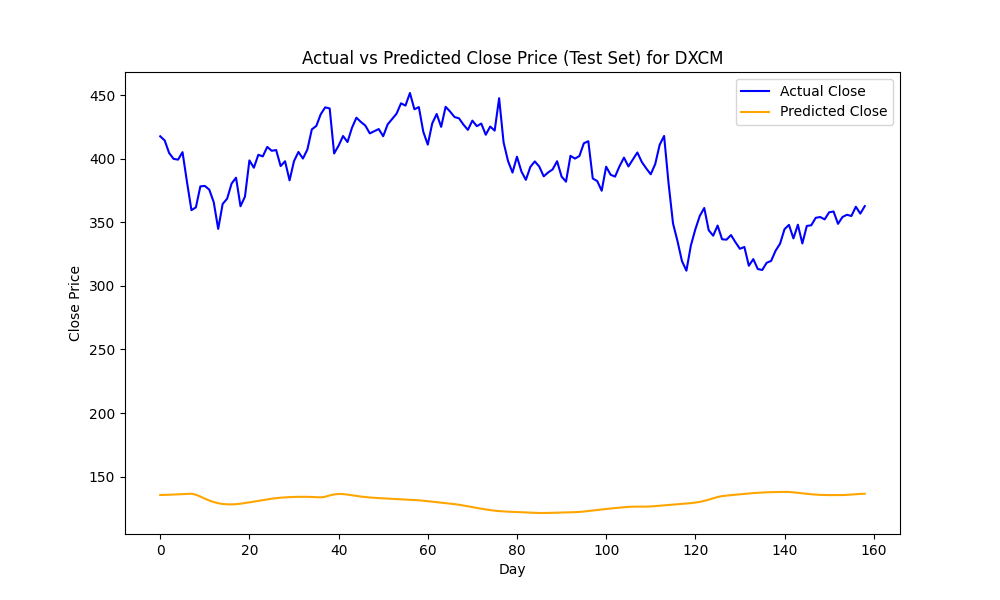 Actual vs Predicted Close Price (Test Set) for DXCM
Actual Close
Predicted Close
Close Price
450
400
350
300
250
200
150
0 20 40 60 80 100 120 140 160
Day